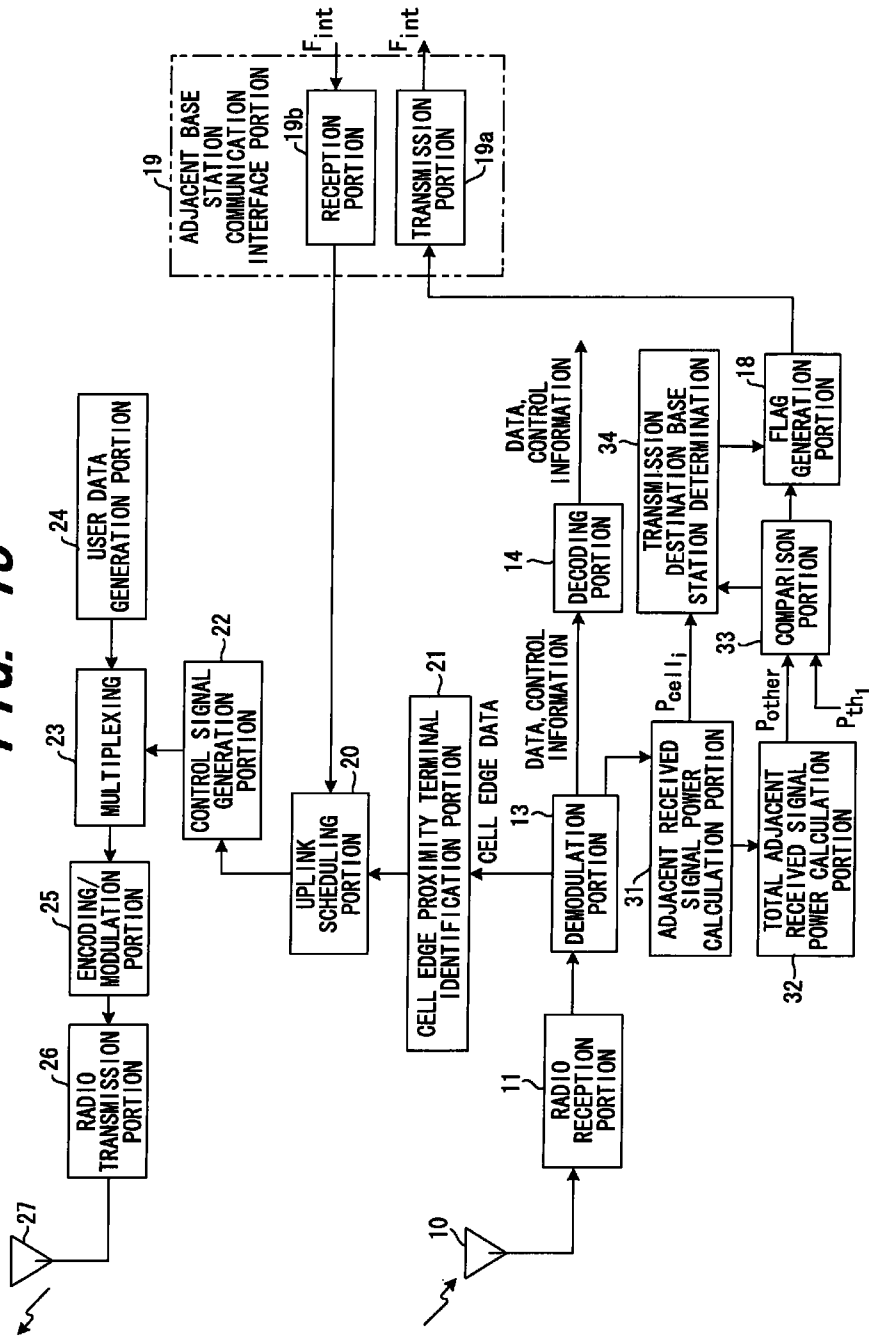 27
26
RADIO
TRANSMISSION
PORTION
25
ENCODING/
MODULATION
PORTION
23
MULTIPLEXING
24
USER DATA
GENERATION PORTION
22
CONTROL SIGNAL
GENERATION
PORTION
20
UPLINK
SCHEDULING
PORTION
21
CELL EDGE PROXIMITY TERMINAL
IDENTIFICATION PORTION
CELL EDGE DATA
19
ADJACENT BASE
STATION
COMMUNICATION
INTERFACE PORTION
19b
RECEPTION
PORTION
Fint
TRANSMISSION
PORTION
19a
Fint
10
11
RADIO
RECEPTION
PORTION
13
DEMODULATION
PORTION
DATA, CONTROL
INFORMATION
14
DECODING
PORTION
DATA,
CONTROL
INFORMATION
31
ADJACENT RECEIVED
SIGNAL POWER
CALCULATION PORTION
Pcelli
34
TRANSMISSION
DESTINATION BASE
STATION DETERMINATION
32
TOTAL ADJACENT
RECEIVED SIGNAL
POWER CALCULATION
PORTION
Pother
Pth1
33
COMPARISON
PORTION
18
FLAG
GENERATION
PORTION